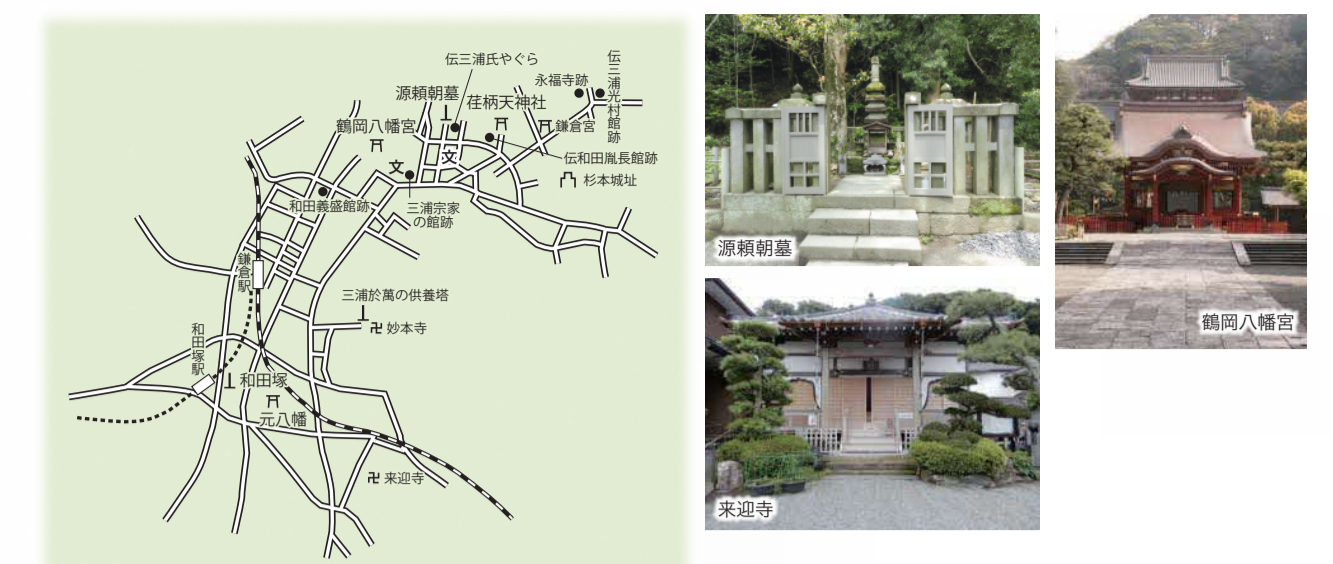 伝三浦氏やぐら
伝三浦光村館跡
永福寺跡
源頼朝墓
荏柄天神社
鶴岡八幡宮
鎌倉宮
文
文
伝和田胤長館跡
杉本城址
和田義盛館跡
三浦宗家
の館跡
鎌倉駅
三浦於萬の供養塔
卍 妙本寺
和田塚駅
和田塚
元八幡
卍 来迎寺
源頼朝墓
来迎寺
鶴岡八幡宮